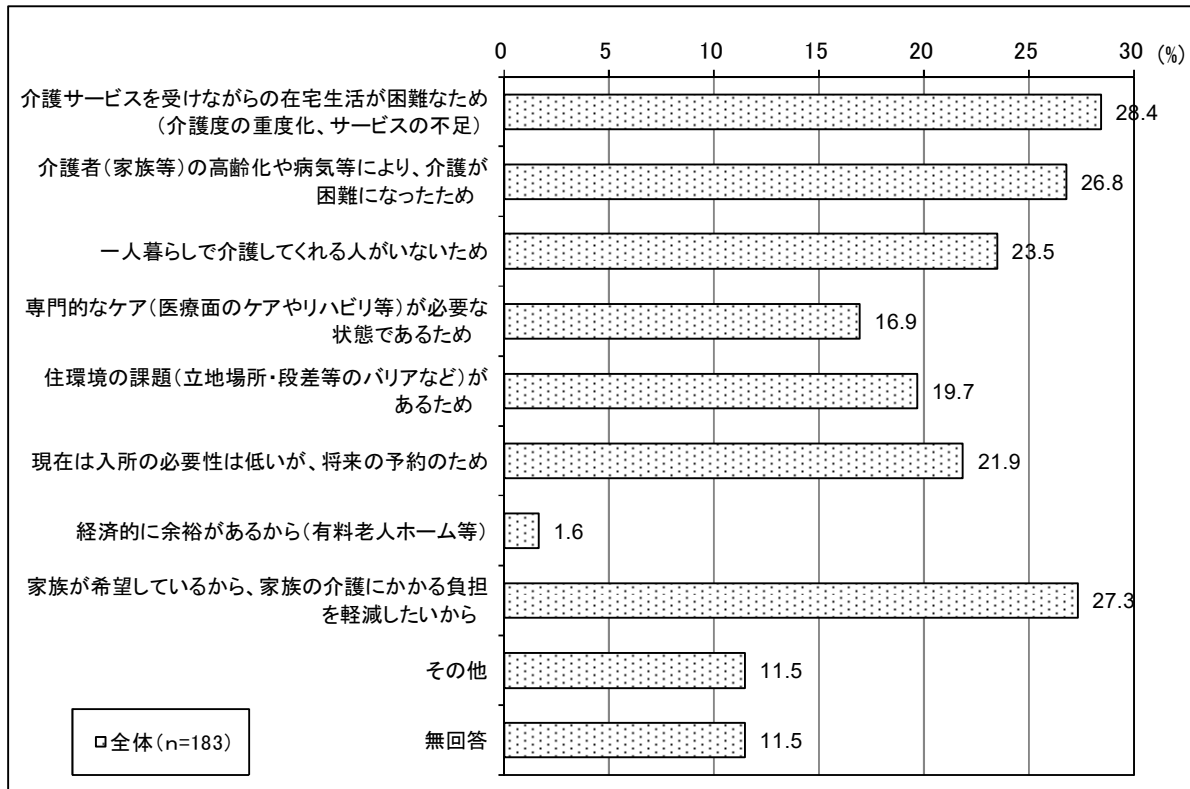 0 5 10 15 20 25 30 (%)
介護サービスを受けながらの在宅生活が困難なため
（介護度の重度化、サービスの不足）
28.4
介護者（家族等）の高齢化や病気等により、介護が
困難になったため
26.8
一人暮らしで介護してくれる人がいないため
23.5
専門的なケア（医療面のケアやリハビリ等）が必要な
状態であるため
16.9
住環境の課題（立地場所・段差等のバリアなど）が
あるため
19.7
現在は入所の必要性は低いが、将来の予約のため
21.9
経済的に余裕があるから（有料老人ホーム等）
1.6
家族が希望しているから、家族の介護にかかる負担
を軽減したいから
27.3
その他
11.5
無回答
11.5
全体（n=183）